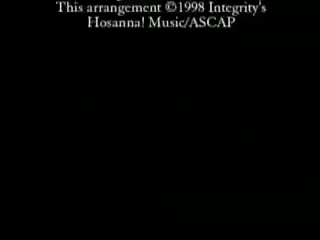 This arrangement ©1998 Integrity's
Hosanna! Music/ASCAP